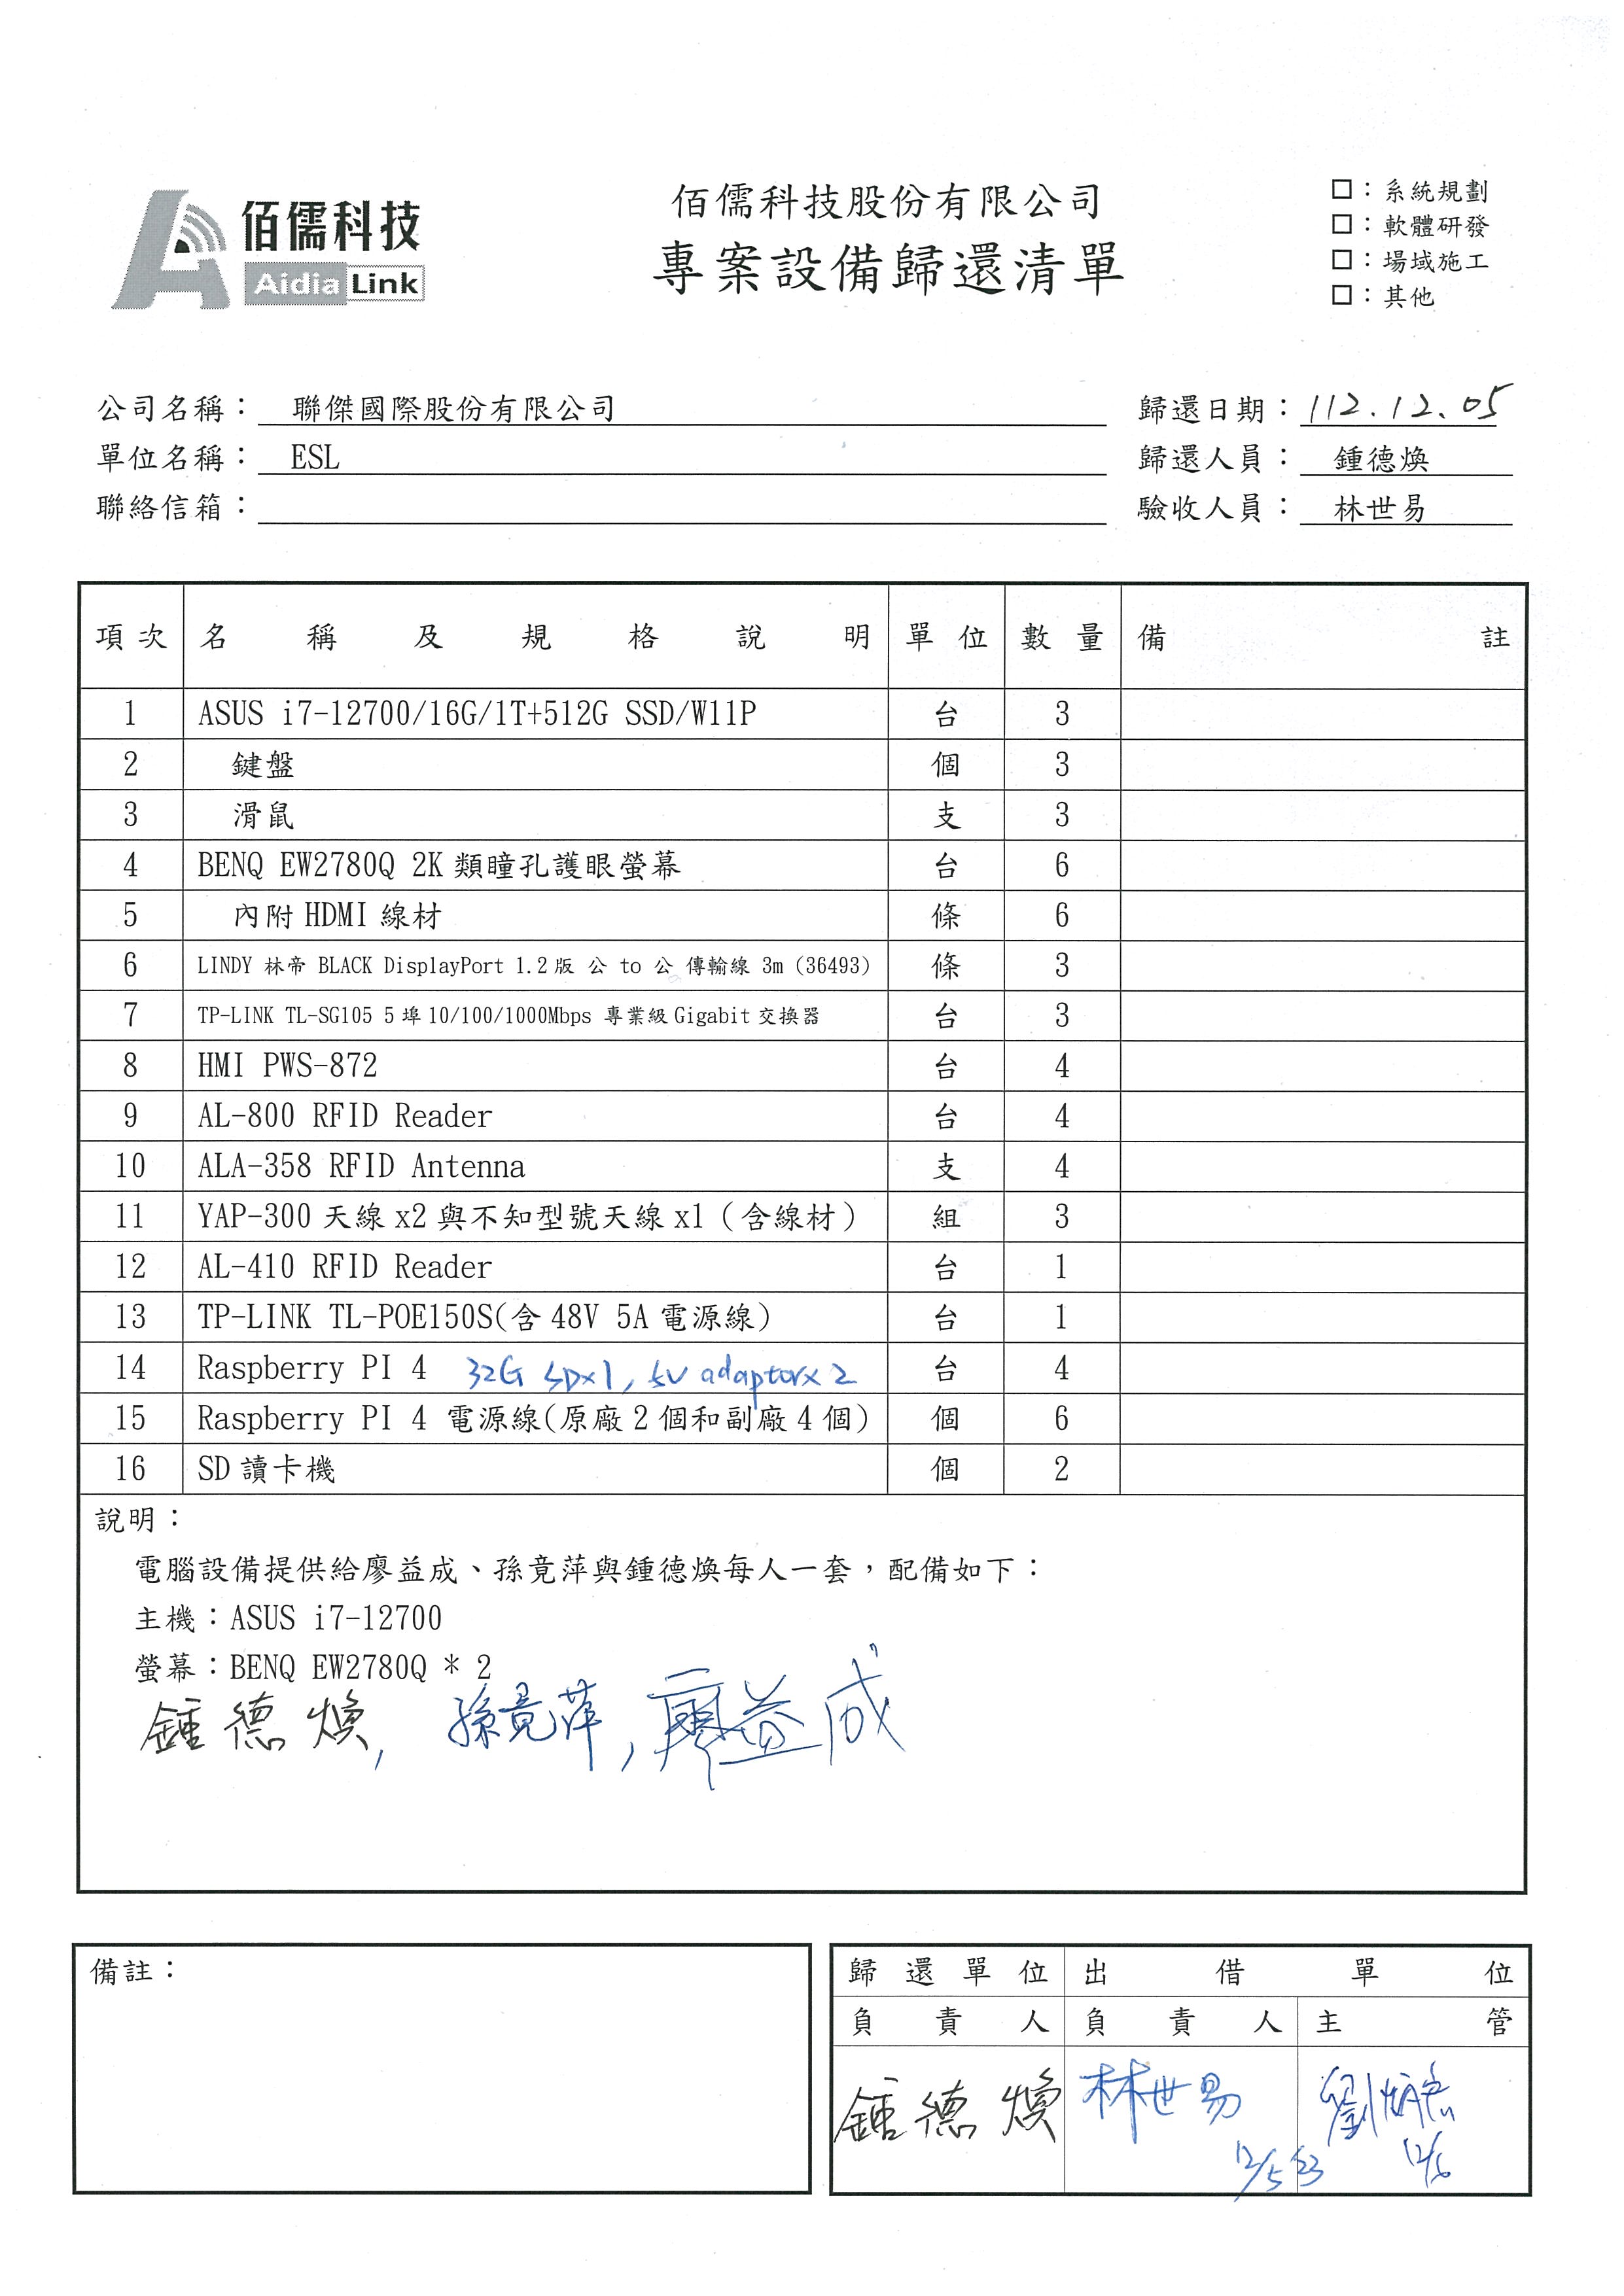 佰儒科技
Aidia Link
佰儒科技股份有限公司
專案設備歸還清單
□：系統規劃
□：軟體研發
□：場域施工
□：其他
公司名稱： 聯傑國際股份有限公司 歸還日期：112.12.05
單位名稱： ESL 歸還人員： 鍾德煥
聯絡信箱： 驗收人員： 林世易
項次 名稱及規格說明 單位 數量 備註
1 ASUS i7-12700/16G/1T+512G SSD/W11P 台 3
2 鍵盤 個 3
3 滑鼠 支 3
4 BENQ EW2780Q 2K 類瞳孔護眼螢幕 台 6
5 內附 HDMI 線材 條 6
6 LINDY 林帝 BLACK DisplayPort 1.2版 公 to 公 傳輸線 3m (36493) 條 3
7 TP-LINK TL-SG105 5埠10/100/1000Mbps 專業級Gigabit交換器 台 3
8 HMI PWS-872 台 4
9 AL-800 RFID Reader 台 4
10 ALA-358 RFID Antenna 支 4
11 YAP-300 天線 x2 與不知型號天線 x1（含線材） 組 3
12 AL-410 RFID Reader 台 1
13 TP-LINK TL-POE150S(含 48V 5A 電源線) 台 1
14 Raspberry PI 4 32G SDx1, 5V adaptorx2 台 4
15 Raspberry PI 4 電源線(原廠 2 個和副廠 4 個) 個 6
16 SD 讀卡機 個 2
說明：
電腦設備提供給廖益成、孫竟萍與鍾德煥每人一套，配備如下：
主機：ASUS i7-12700
螢幕：BENQ EW2780Q * 2
鍾德煥, 孫竟萍, 廖益成
備註：
歸還單位 出借單位
負責人 負責人 主管
鍾德煥 林世易 劉
12/5 '23 12/6